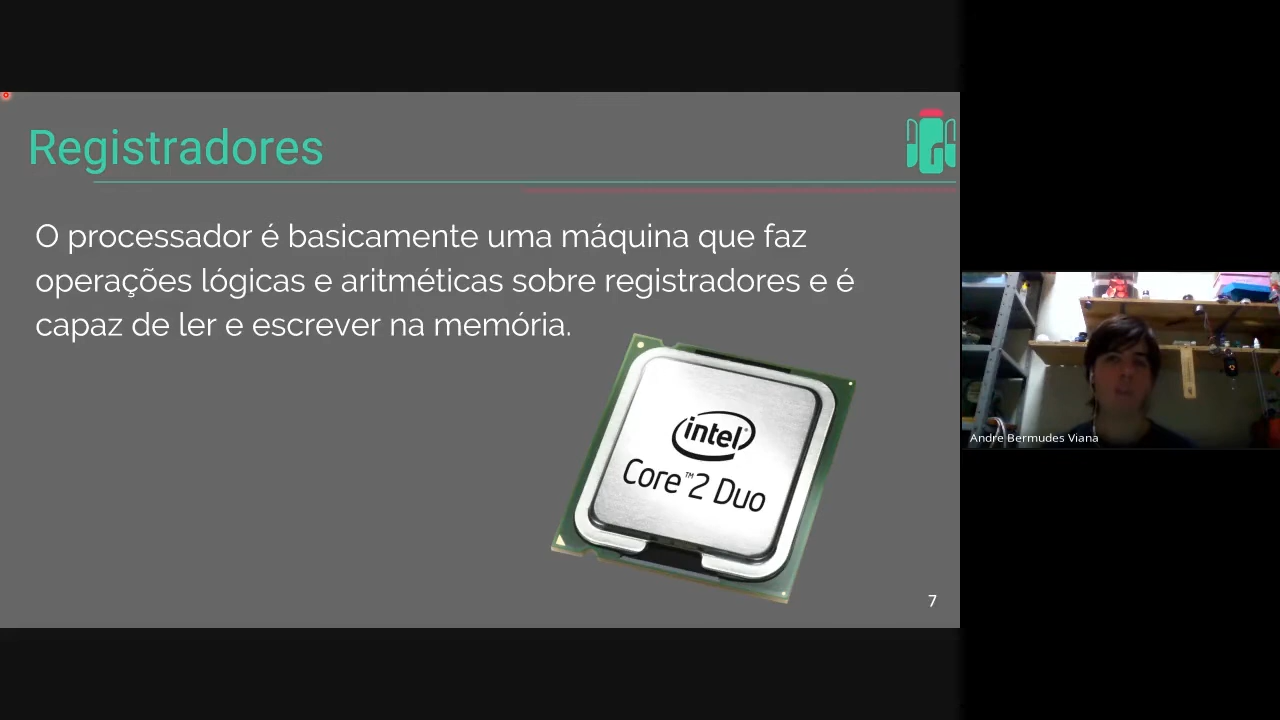 Registradores
O processador é basicamente uma máquina que faz
operações lógicas e aritméticas sobre registradores e é
capaz de ler e escrever na memória.
intel®
Core™2 Duo
7
Andre Bermudes Viana